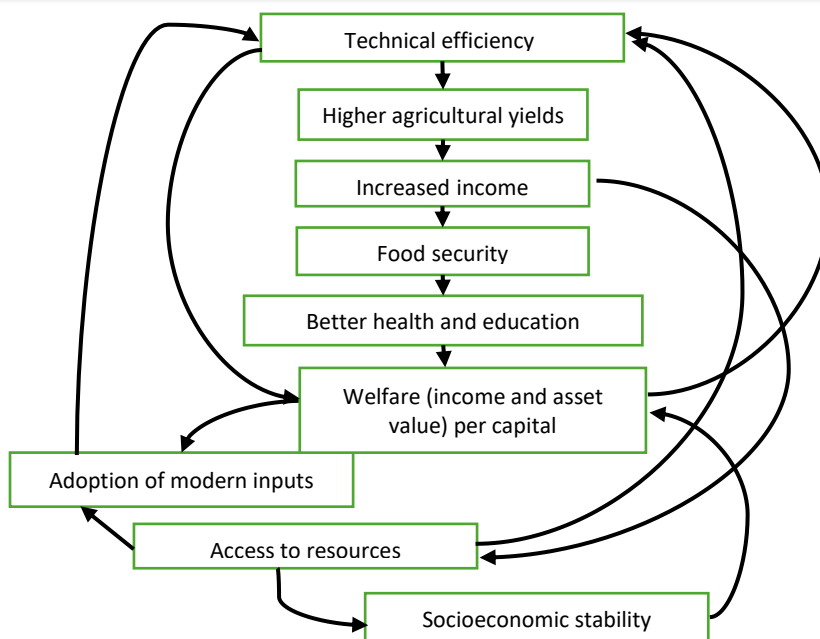 Technical efficiency
Higher agricultural yields
Increased income
Food security
Better health and education
Welfare (income and asset
value) per capital
Adoption of modern inputs
Access to resources
Socioeconomic stability